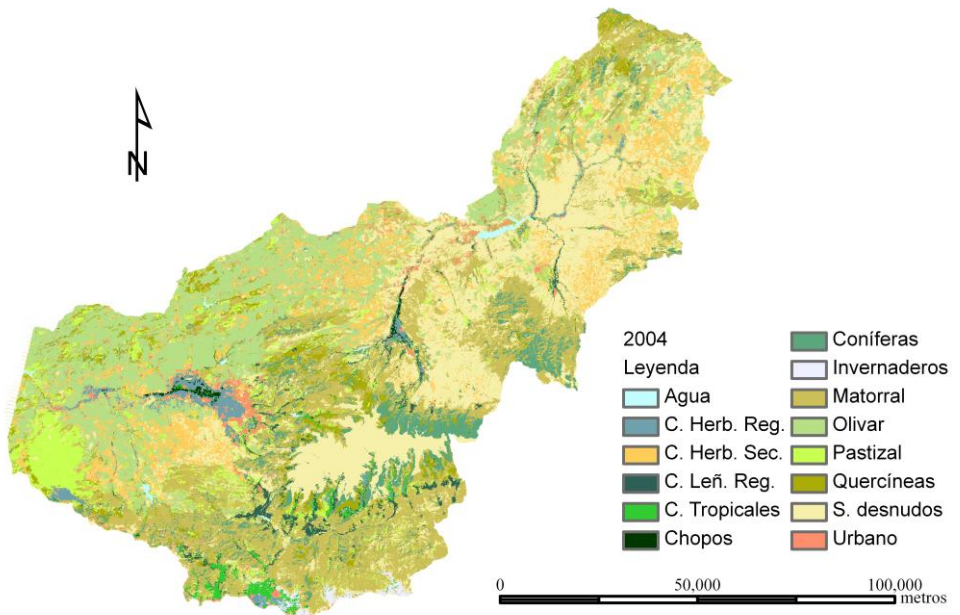 N
2004
Leyenda
Agua
C. Herb. Reg.
C. Herb. Sec.
C. Leñ. Reg.
C. Tropicales
Chopos
Coníferas
Invernaderos
Matorral
Olivar
Pastizal
Quercíneas
S. desnudos
Urbano
0 50,000 100,000
metros